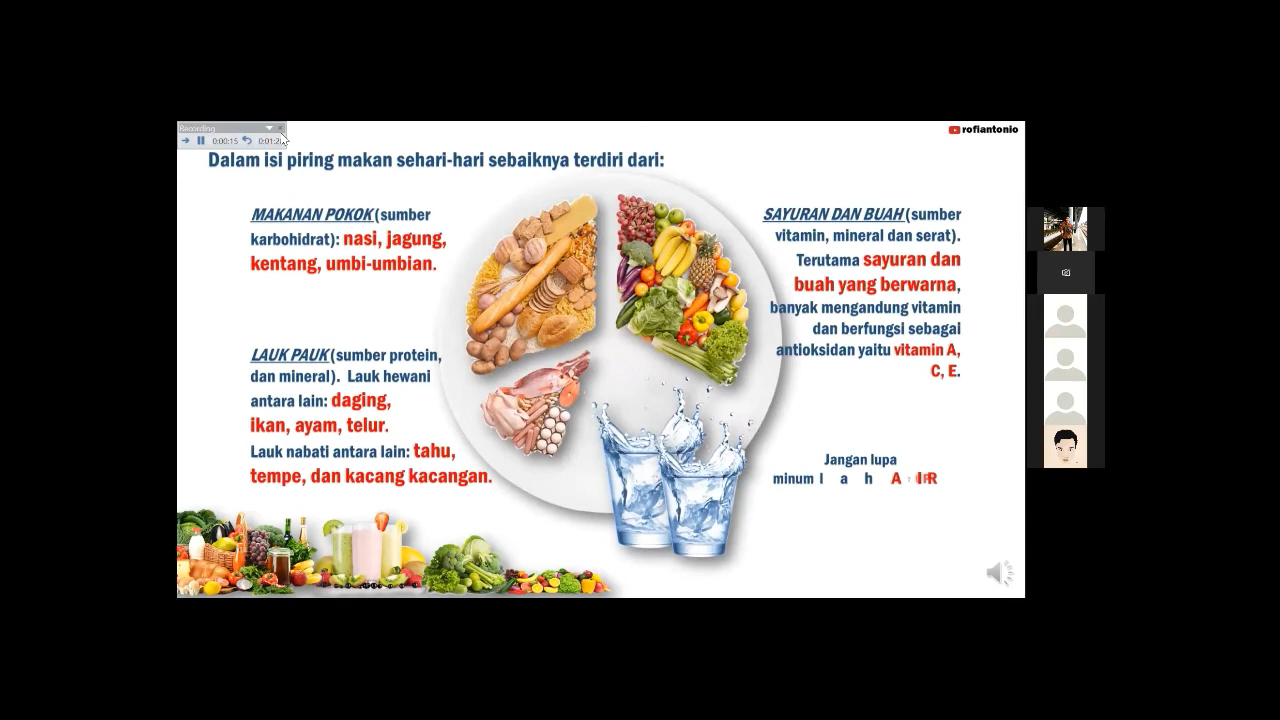 Recording
0:00:15
rofiantonio
Dalam isi piring makan sehari-hari sebaiknya terdiri dari:
MAKANAN POKOK (sumber
karbohidrat): nasi, jagung,
kentang, umbi-umbian.
LAUK PAUK (sumber protein,
dan mineral). Lauk hewani
antara lain: daging,
ikan, ayam, telur.
Lauk nabati antara lain: tahu,
tempe, dan kacang kacangan.
SAYURAN DAN BUAH (sumber
vitamin, mineral dan serat).
Terutama sayuran dan
buah yang berwarna,
banyak mengandung vitamin
dan berfungsi sebagai
antioksidan yaitu vitamin A,
C, E.
Jangan lupa
minum l a h A I R